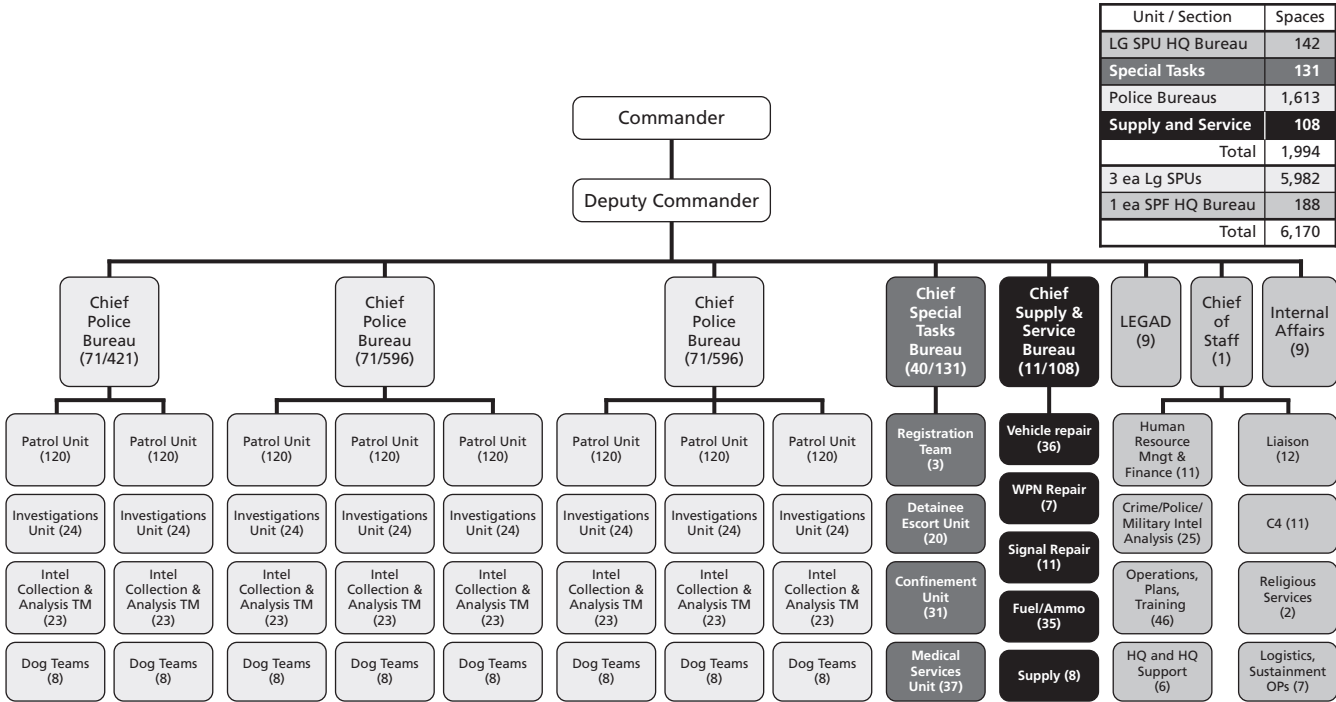 Unit / Section Spaces
LG SPU HQ Bureau 142
Special Tasks 131
Police Bureaus 1,613
Supply and Service 108
Total 1,994
3 ea Lg SPUs 5,982
1 ea SPF HQ Bureau 188
Total 6,170
Commander
Deputy Commander
Chief
Police
Bureau
(71/421)
Chief
Police
Bureau
(71/596)
Chief
Police
Bureau
(71/596)
Chief
Special
Tasks
Bureau
(40/131)
Chief
Supply &
Service
Bureau
(11/108)
LEGAD
(9)
Chief
of
Staff
(1)
Internal
Affairs
(9)
Patrol Unit
(120)
Patrol Unit
(120)
Patrol Unit
(120)
Patrol Unit
(120)
Patrol Unit
(120)
Patrol Unit
(120)
Patrol Unit
(120)
Patrol Unit
(120)
Registration
Team
(3)
Vehicle repair
(36)
Human
Resource
Mngt &
Finance (11)
Liaison
(12)
Investigations
Unit (24)
Investigations
Unit (24)
Investigations
Unit (24)
Investigations
Unit (24)
Investigations
Unit (24)
Investigations
Unit (24)
Investigations
Unit (24)
Investigations
Unit (24)
Detainee
Escort Unit
(20)
WPN Repair
(7)
Crime/Police/
Military Intel
Analysis (25)
C4 (11)
Intel
Collection &
Analysis TM
(23)
Intel
Collection &
Analysis TM
(23)
Intel
Collection &
Analysis TM
(23)
Intel
Collection &
Analysis TM
(23)
Intel
Collection &
Analysis TM
(23)
Intel
Collection &
Analysis TM
(23)
Intel
Collection &
Analysis TM
(23)
Intel
Collection &
Analysis TM
(23)
Confinement
Unit
(31)
Signal Repair
(11)
Fuel/Ammo
(35)
Operations,
Plans,
Training
(46)
Religious
Services
(2)
Dog Teams
(8)
Dog Teams
(8)
Dog Teams
(8)
Dog Teams
(8)
Dog Teams
(8)
Dog Teams
(8)
Dog Teams
(8)
Dog Teams
(8)
Medical
Services
Unit (37)
Supply (8)
HQ and HQ
Support
(6)
Logistics,
Sustainment
OPs (7)